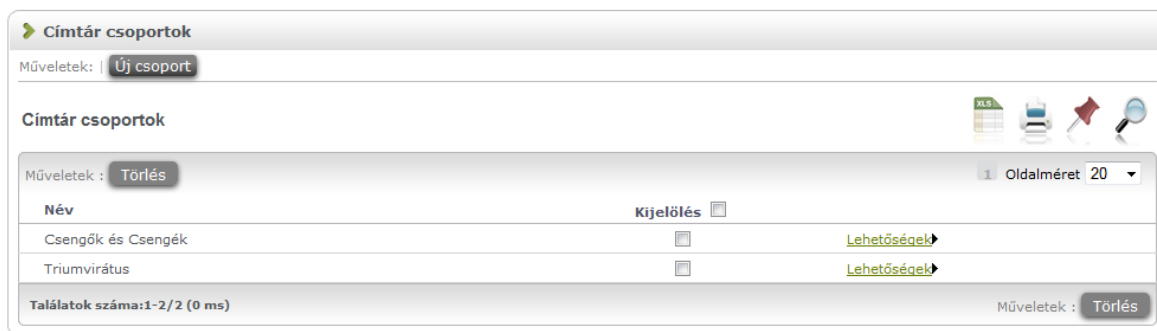 Címtár csoportok
Műveletek: | Új csoport
Címtár csoportok
XLS
Műveletek : Törlés 1 Oldalméret 20
Név Kijelölés
Csengők és Csengék Lehetőségek
Triumvirátus Lehetőségek
Találatok száma:1-2/2 (0 ms) Műveletek : Törlés